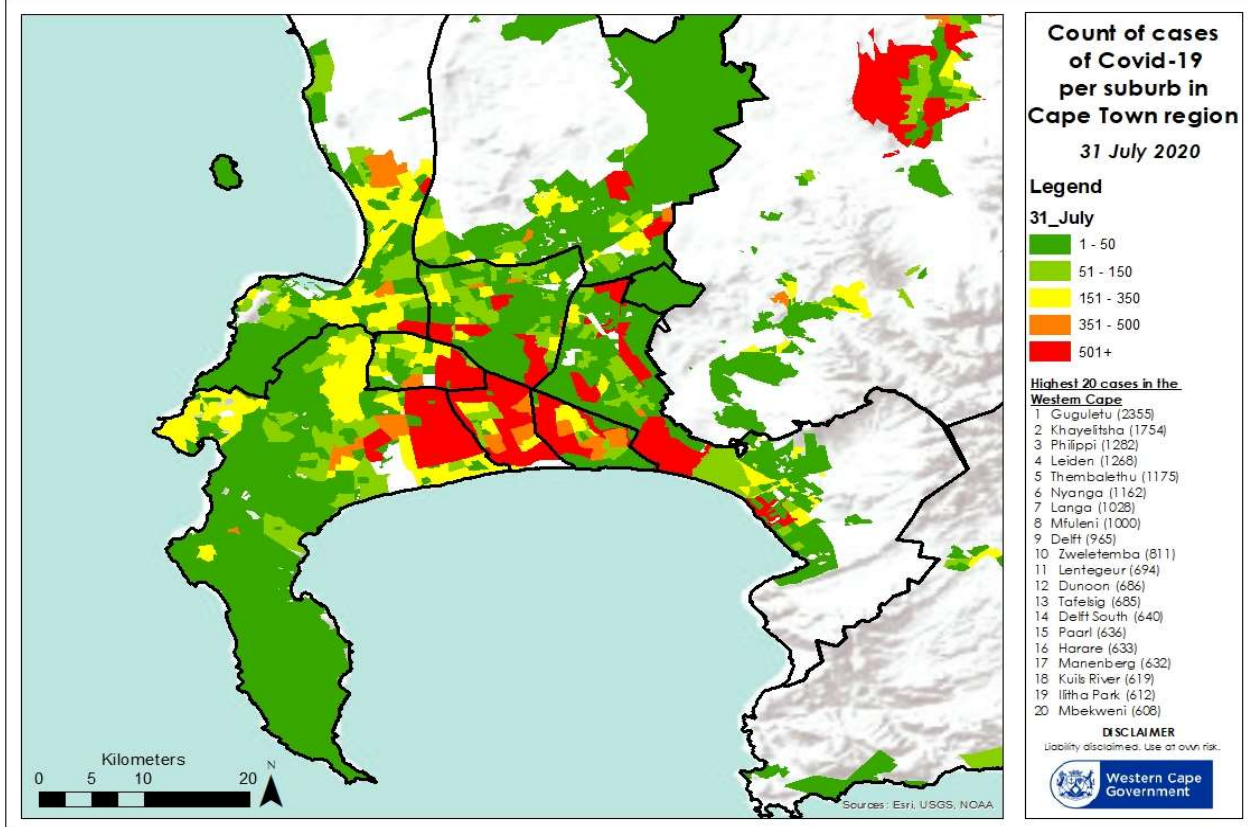 Count of cases
of Covid-19
per suburb in
Cape Town region
31 July 2020
Legend
31_July
1 - 50
51 - 150
151 - 350
351 - 500
501+
Highest 20 cases in the
Western Cape
1 Guguletu (2355)
2 Khayelitsha (1754)
3 Philippi (1282)
4 Leiden (1268)
5 Thembalethu (1175)
6 Nyanga (1162)
7 Langa (1028)
8 Mfuleni (1000)
9 Delft (965)
10 Zweletemba (811)
11 Lentegeur (694)
12 Dunoon (686)
13 Tafelsig (685)
14 Delft South (640)
15 Paarl (636)
16 Harare (633)
17 Manenberg (632)
18 Kuils River (619)
19 Ilitha Park (612)
20 Mbekweni (608)
DISCLAIMER
Liability disclaimed. Use at own risk.
Western Cape
Government
Kilometers
0 5 10 20
N
Sources: Esri, USGS, NOAA